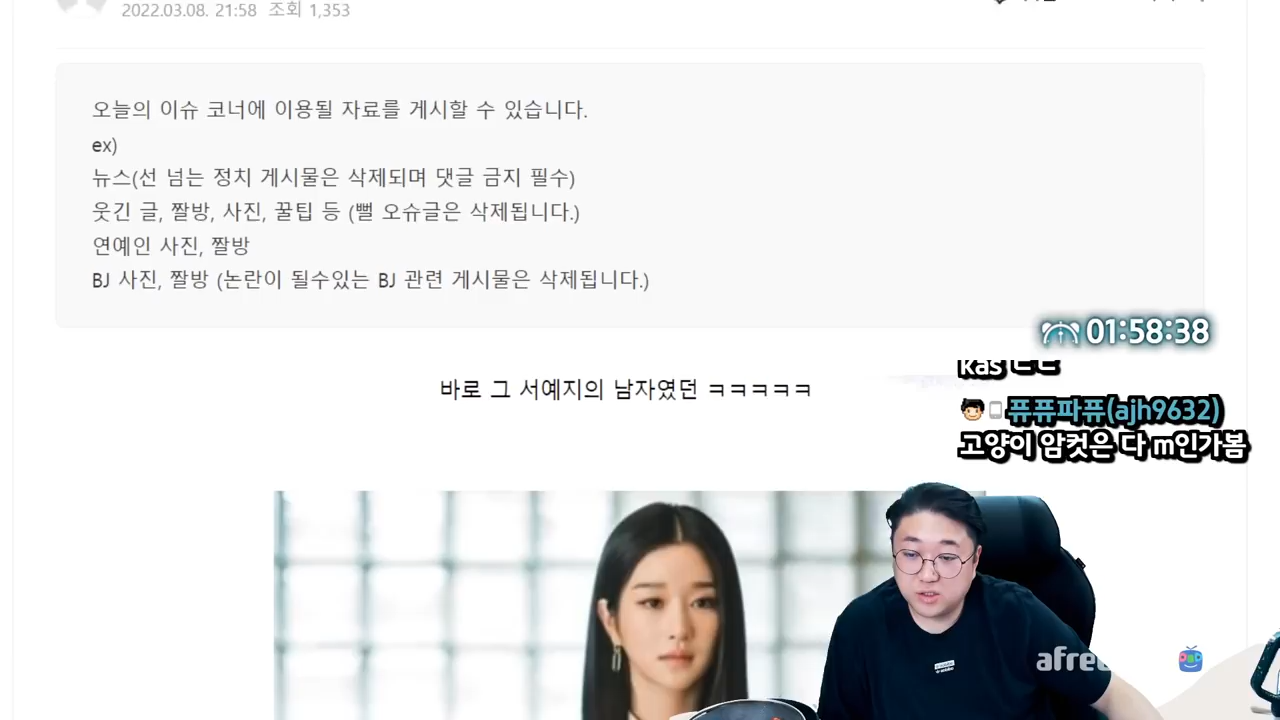 2022.03.08. 21:58 조회 1,353
오늘의 이슈 코너에 이용될 자료를 게시할 수 있습니다.
ex)
뉴스(선 넘는 정치 게시물은 삭제되며 댓글 금지 필수)
웃긴 글, 짤방, 사진, 꿀팁 등 (뻘 오슈글은 삭제됩니다.)
연예인 사진, 짤방
BJ 사진, 짤방 (논란이 될수있는 BJ 관련 게시물은 삭제됩니다.)
01:58:38
바로 그 서예지의 남자였던 ㅋㅋㅋㅋㅋ
kas ㄷㄷ
퓨퓨파퓨(ajh9632)
고양이 암컷은 다 m인가봄